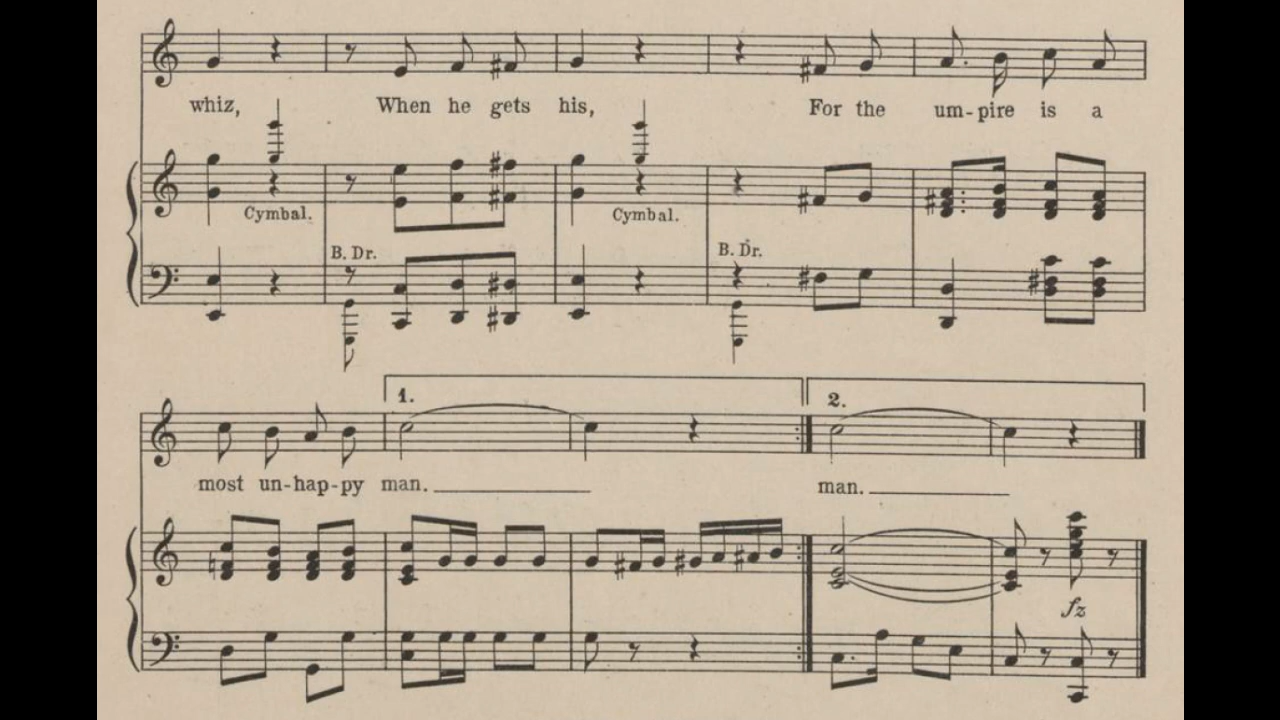 whiz, When he gets his, For the um-pire is a
Cymbal. Cymbal.
B. Dr. B. Dr.
1. 2.
most un-hap-py man. man.
fz